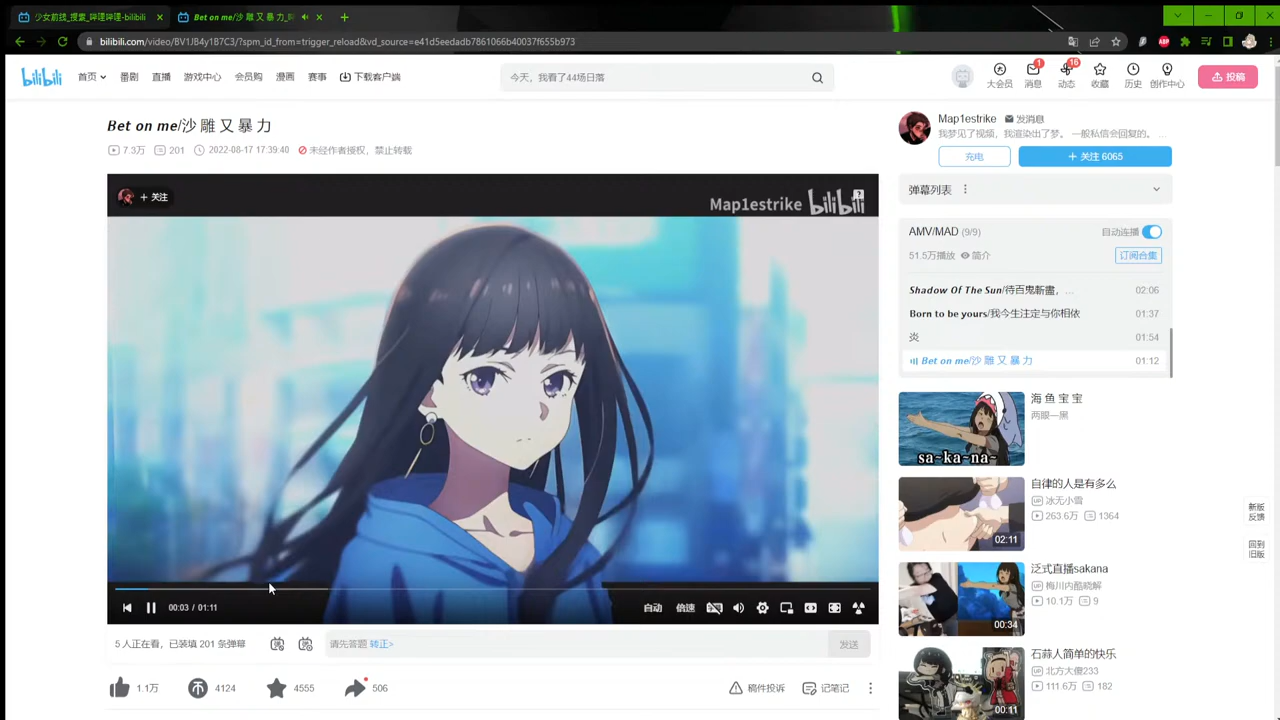 少女前线_搜索_哔哩哔哩-bilibili
Bet on me/沙 雕 又 暴 力_
bilibili.com/video/BV1JB4y1B7C3/?spm_id_from=trigger_reload&vd_source=e41d5eedadb7861066b40037f655b973
bilibili
首页
番剧
直播
游戏中心
会员购
漫画
赛事
下载客户端
今天，我看了44场日落
大会员
1
消息
16
动态
收藏
历史
创作中心
投稿
Bet on me/沙 雕 又 暴 力
7.3万
201
2022-08-17 17:39:40
未经作者授权，禁止转载
+ 关注
Map1estrike bilibili
00:03 / 01:11
自动
倍速
5 人正在看，已装填 201 条弹幕
请先答题 转正>
发送
1.1万
4124
4555
506
稿件投诉
记笔记
Map1estrike
发消息
我梦见了视频，我渲染出了梦。 一般私信会回复的。 ...
充电
+ 关注 6065
弹幕列表
AMV/MAD (9/9)
自动连播
51.5万播放
简介
订阅合集
Shadow Of The Sun/待百鬼斬盡，...
02:06
Born to be yours/我今生注定与你相依
01:37
炎
01:54
Bet on me/沙 雕 又 暴 力
01:12
sa~ka~na~
海 鱼 宝 宝
两眼一黑
02:11
自律的人是有多么
冰无小雪
263.6万
1364
00:34
泛式直播sakana
梅川内酷晓解
10.1万
9
00:11
石蒜人简单的快乐
北方大傻233
111.6万
182
新版
反馈
回到
旧版